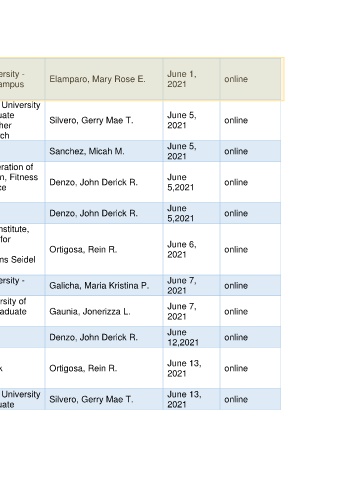 ersity -
ampus
Elamparo, Mary Rose E.
June 1,
2021
online
University
uate
her
ch
Silvero, Gerry Mae T.
June 5,
2021
online
Sanchez, Micah M.
June 5,
2021
online
eration of
n, Fitness
ce
Denzo, John Derick R.
June
5,2021
online
Denzo, John Derick R.
June
5,2021
online
nstitute,
for
ns Seidel
Ortigosa, Rein R.
June 6,
2021
online
ersity -
Galicha, Maria Kristina P.
June 7,
2021
online
rsity of
raduate
Gaunia, Jonerizza L.
June 7,
2021
online
Denzo, John Derick R.
June
12,2021
online
k
Ortigosa, Rein R.
June 13,
2021
online
University
uate
Silvero, Gerry Mae T.
June 13,
2021
online